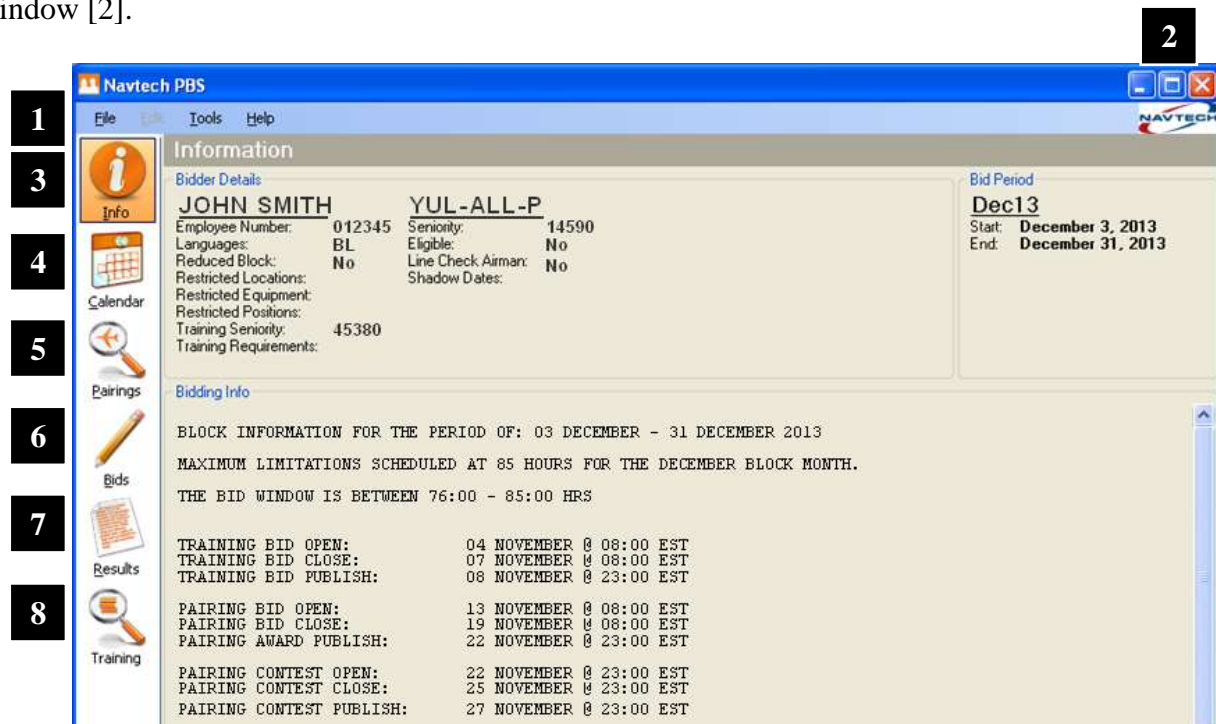 indow [2].
2
Navtech PBS
1
File Edit Tools Help
NAVTECH
Information
3
Info
4
Calendar
5
Pairings
6
Bids
7
Results
8
Training
Bidder Details
JOHN SMITH YUL-ALL-P
Employee Number: 012345 Seniority: 14590
Languages: BL Eligible: No
Reduced Block: No Line Check Airman: No
Restricted Locations: Shadow Dates:
Restricted Equipment:
Restricted Positions:
Training Seniority: 45380
Training Requirements:
Bid Period
Dec13
Start: December 3, 2013
End: December 31, 2013
Bidding Info
BLOCK INFORMATION FOR THE PERIOD OF: 03 DECEMBER - 31 DECEMBER 2013
MAXIMUM LIMITATIONS SCHEDULED AT 85 HOURS FOR THE DECEMBER BLOCK MONTH.
THE BID WINDOW IS BETWEEN 76:00 - 85:00 HRS
TRAINING BID OPEN: 04 NOVEMBER @ 08:00 EST
TRAINING BID CLOSE: 07 NOVEMBER @ 08:00 EST
TRAINING BID PUBLISH: 08 NOVEMBER @ 23:00 EST
PAIRING BID OPEN: 13 NOVEMBER @ 08:00 EST
PAIRING BID CLOSE: 19 NOVEMBER @ 08:00 EST
PAIRING AWARD PUBLISH: 22 NOVEMBER @ 23:00 EST
PAIRING CONTEST OPEN: 22 NOVEMBER @ 23:00 EST
PAIRING CONTEST CLOSE: 25 NOVEMBER @ 23:00 EST
PAIRING CONTEST PUBLISH: 27 NOVEMBER @ 23:00 EST